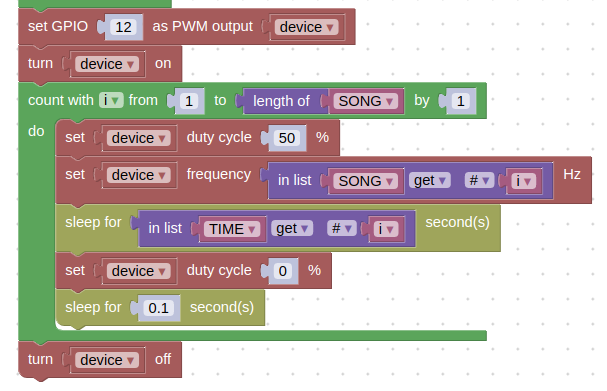 set GPIO 12 as PWM output device
turn device on
count with i from 1 to length of SONG by 1
do set device duty cycle 50 %
set device frequency in list SONG get # i Hz
sleep for in list TIME get # i second(s)
set device duty cycle 0 %
sleep for 0.1 second(s)
turn device off